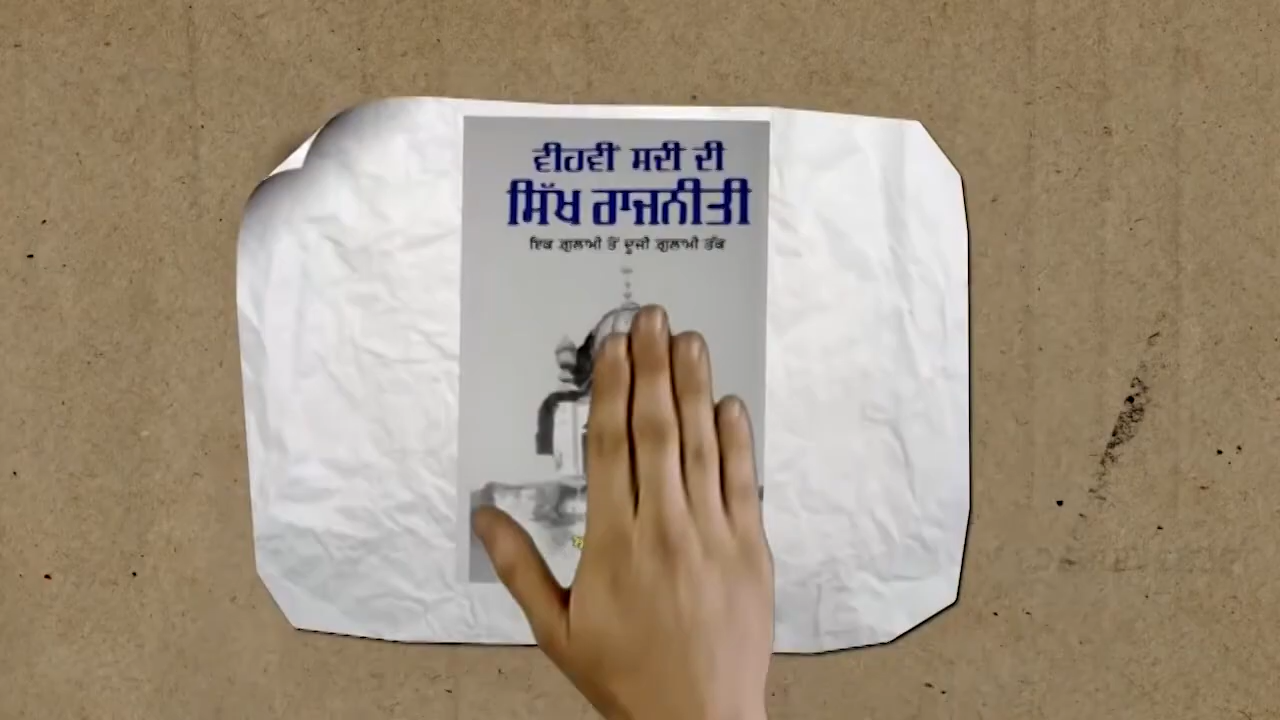 ਵੀਹਵੀਂ ਸਦੀ ਦੀ
ਸਿੱਖ ਰਾਜਨੀਤੀ
ਇਕ ਗ਼ੁਲਾਮੀ ਤੋਂ ਦੂਜੀ ਗ਼ੁਲਾਮੀ ਤੱਕ